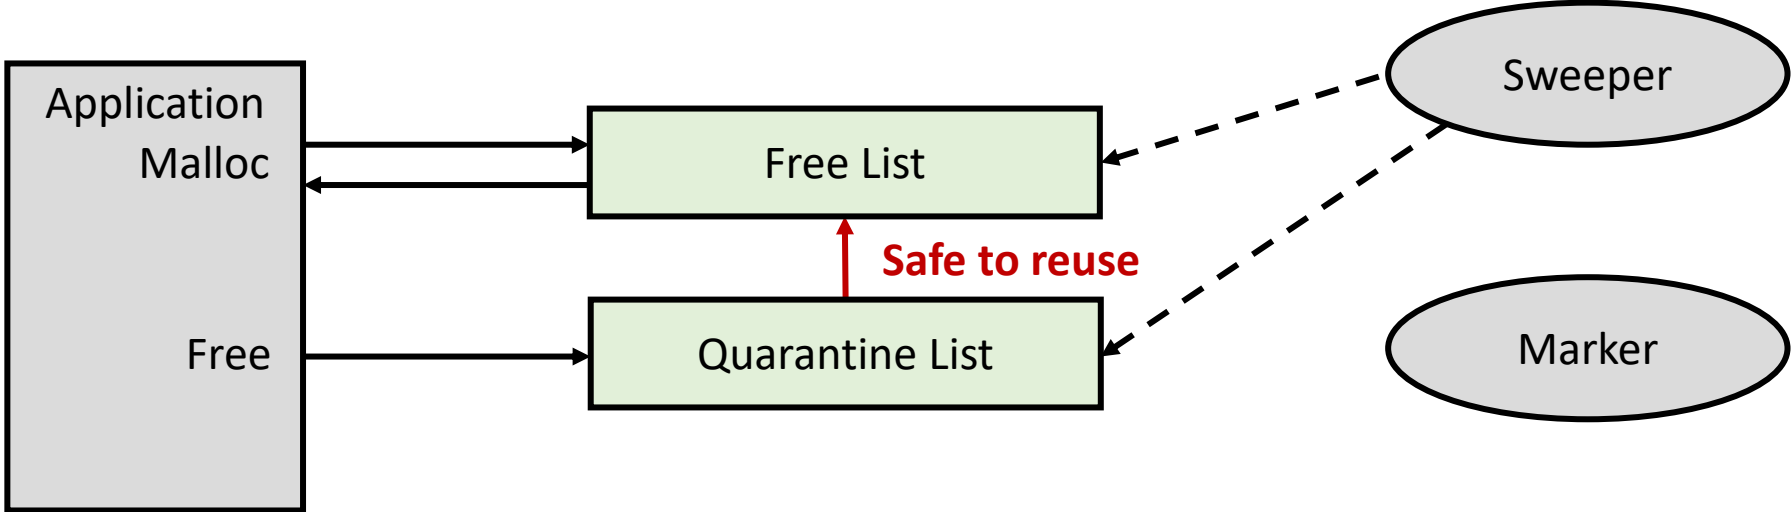 Application
Malloc
Free
Free List
Safe to reuse
Quarantine List
Sweeper
Marker